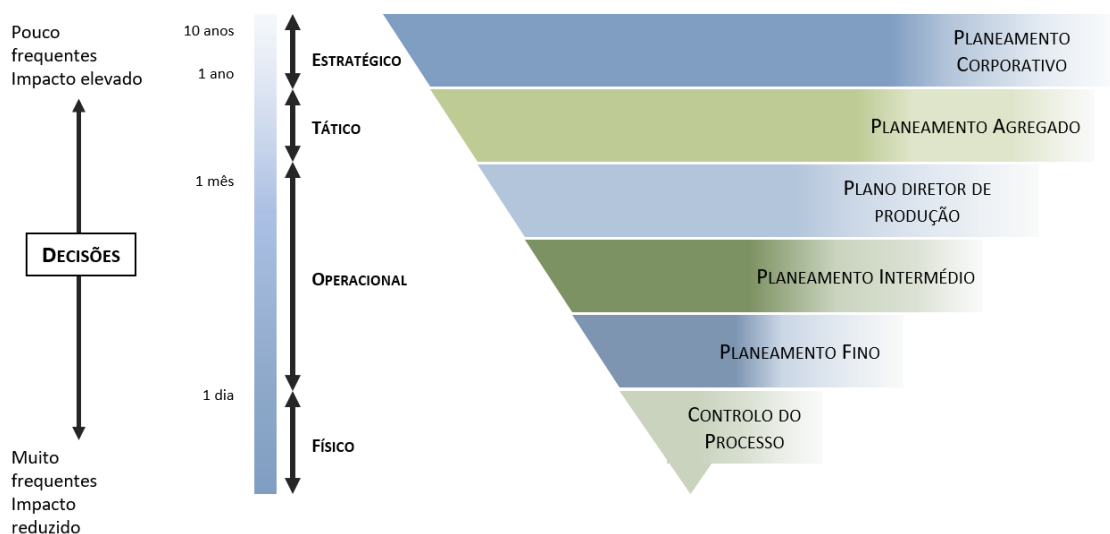 Pouco
frequentes
Impacto elevado
DECISÕES
Muito
frequentes
Impacto
reduzido
10 anos
1 ano
1 mês
1 dia
ESTRATÉGICO
TÁTICO
OPERACIONAL
FÍSICO
PLANEAMENTO
CORPORATIVO
PLANEAMENTO AGREGADO
PLANO DIRETOR DE
PRODUÇÃO
PLANEAMENTO INTERMÉDIO
PLANEAMENTO FINO
CONTROLO DO
PROCESSO